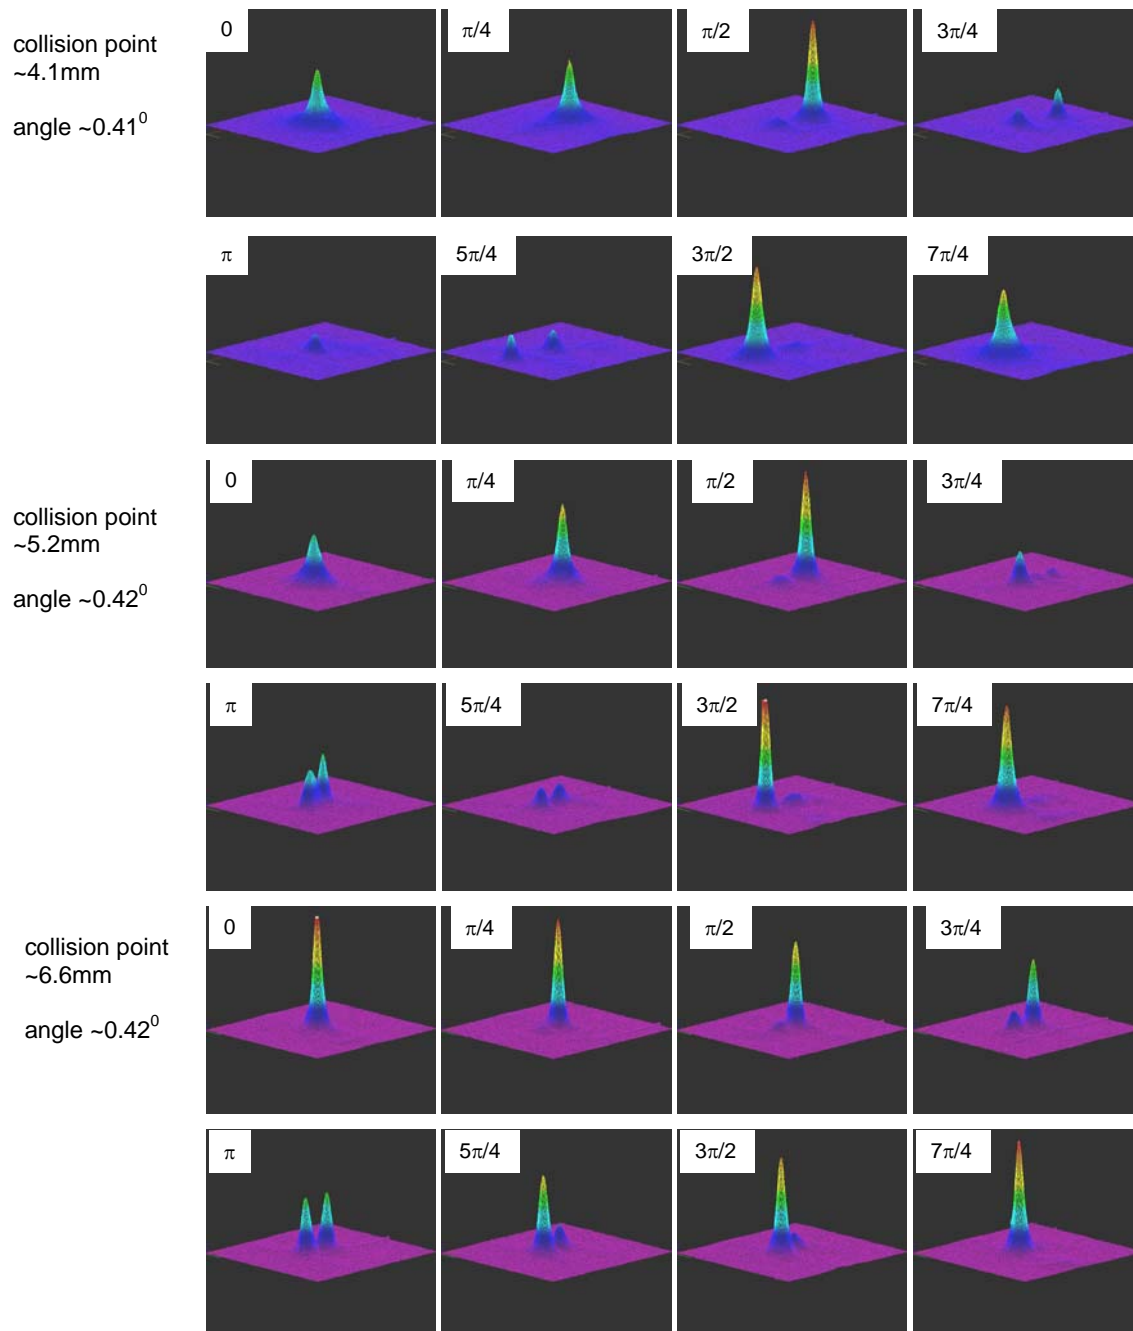 collision point
~4.1mm
angle ~0.41⁰
0
π/4
π/2
3π/4
π
5π/4
3π/2
7π/4
collision point
~5.2mm
angle ~0.42⁰
0
π/4
π/2
3π/4
π
5π/4
3π/2
7π/4
collision point
~6.6mm
angle ~0.42⁰
0
π/4
π/2
3π/4
π
5π/4
3π/2
7π/4